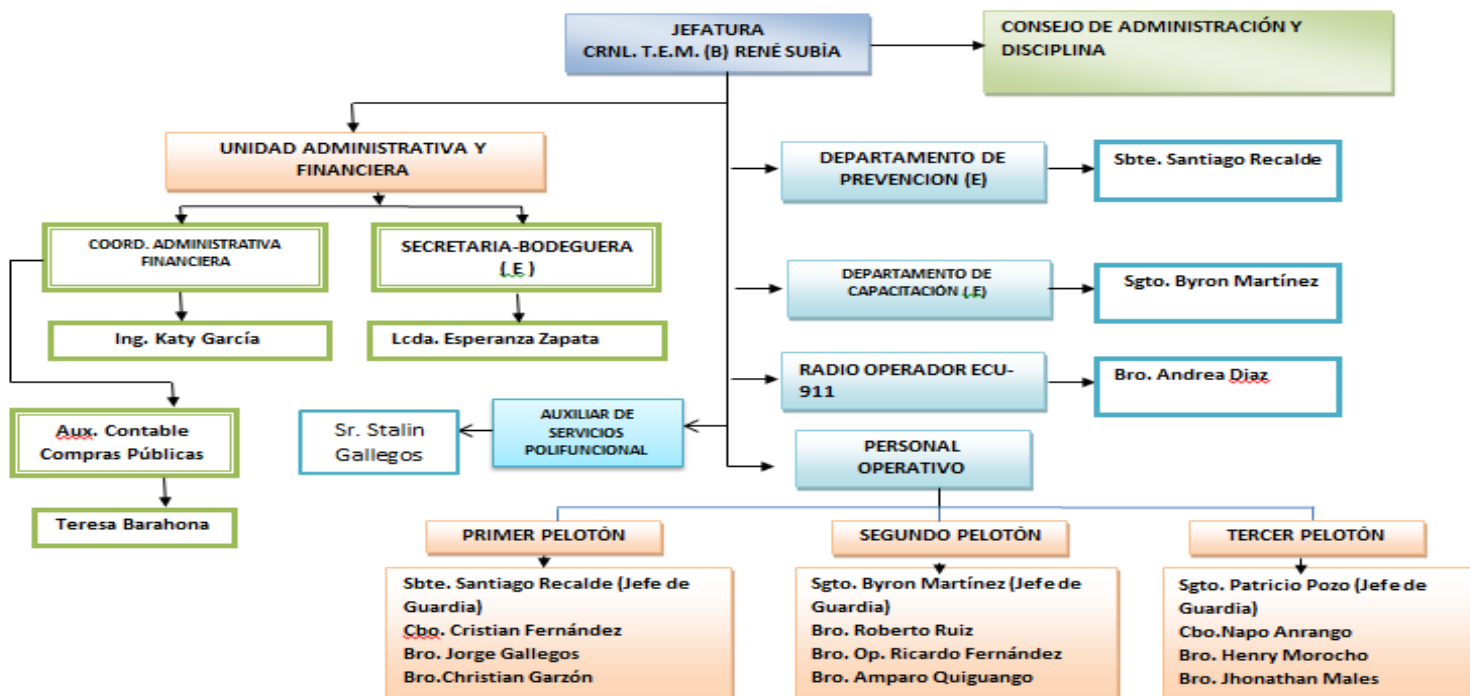 JEFATURA
CRNL. T.E.M. (B) RENÉ SUBÍA
CONSEJO DE ADMINISTRACIÓN Y
DISCIPLINA
UNIDAD ADMINISTRATIVA Y
FINANCIERA
COORD. ADMINISTRATIVA
FINANCIERA
SECRETARIA-BODEGUERA
(.E )
Ing. Katy García
Lcda. Esperanza Zapata
Aux. Contable
Compras Públicas
Teresa Barahona
DEPARTAMENTO DE
PREVENCION (E)
Sbte. Santiago Recalde
DEPARTAMENTO DE
CAPACITACIÓN (.E)
Sgto. Byron Martínez
RADIO OPERADOR ECU-
911
Bro. Andrea Diaz
AUXILIAR DE
SERVICIOS
POLIFUNCIONAL
Sr. Stalin
Gallegos
PERSONAL
OPERATIVO
PRIMER PELOTÓN
Sbte. Santiago Recalde (Jefe de
Guardia)
Cbo. Cristian Fernández
Bro. Jorge Gallegos
Bro.Christian Garzón
SEGUNDO PELOTÓN
Sgto. Byron Martínez (Jefe de
Guardia)
Bro. Roberto Ruiz
Bro. Op. Ricardo Fernández
Bro. Amparo Quiguango
TERCER PELOTÓN
Sgto. Patricio Pozo (Jefe de
Guardia)
Cbo.Napo Anrango
Bro. Henry Morocho
Bro. Jhonathan Males